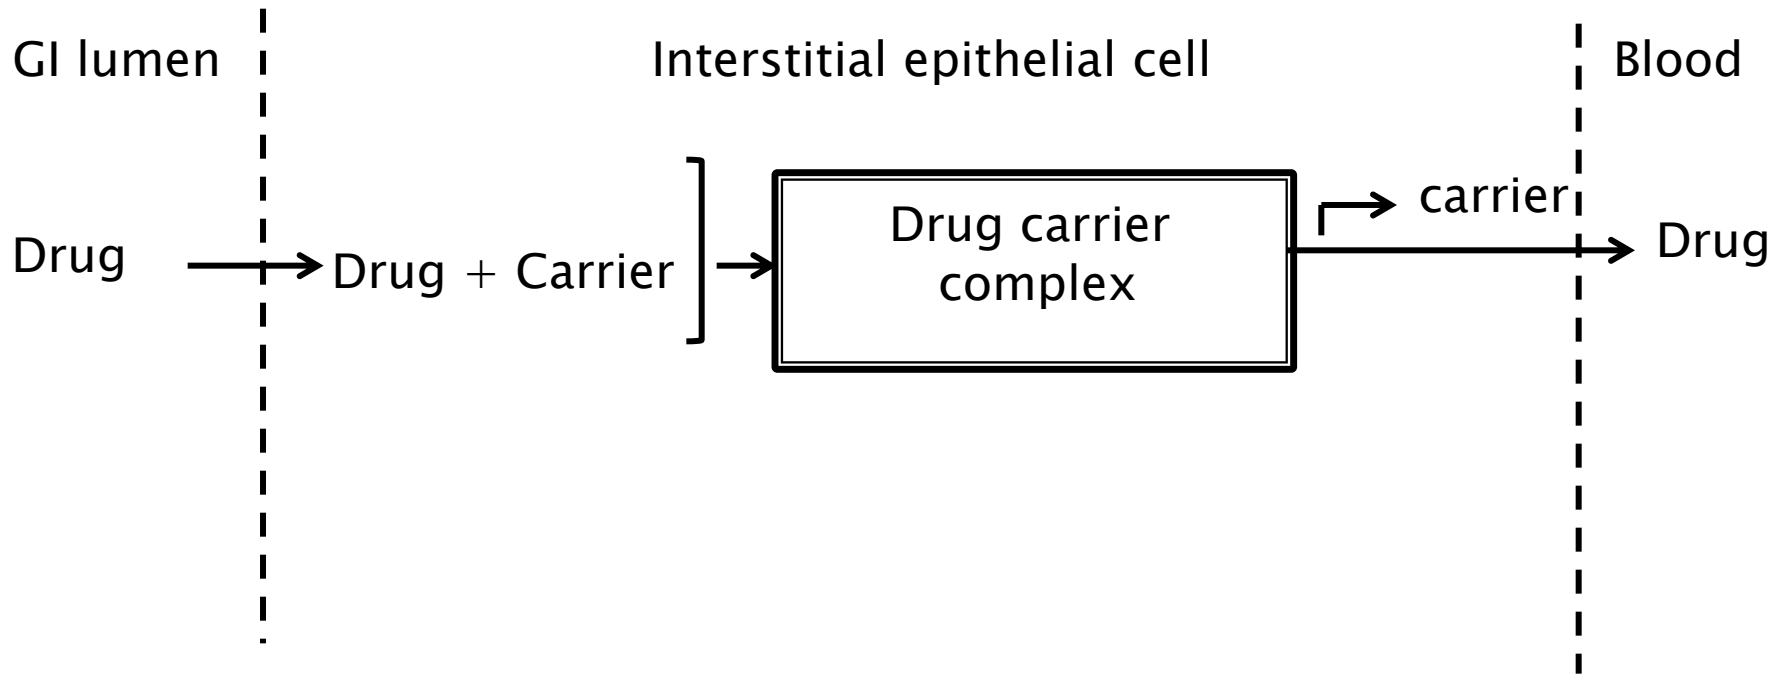 GI lumen
Interstitial epithelial cell
Blood
Drug
Drug + Carrier
Drug carrier
complex
carrier
Drug